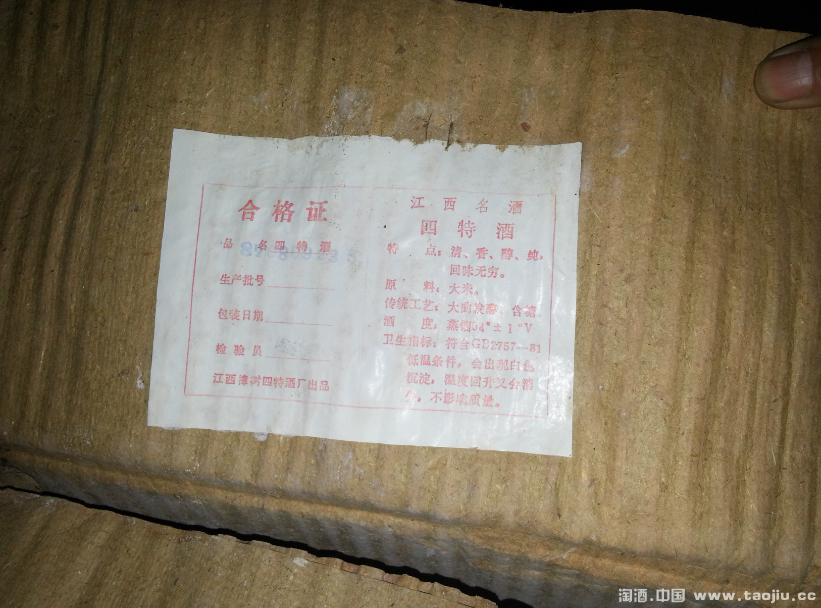 合格证
品 名四特酒
生产批号
包装日期
检验员
江西樟树四特酒厂出品
江西名酒
四特酒
特 点：清、香、醇、纯，
回味无穷。
原 料：大米。
传统工艺：大曲发酵、
酒 度：54°±1°V
卫生指标：符合GB2757—81
低温条件，会出现白色
沉淀，温度回升又会消
失，不影响质量。
淘酒.中国 www.taojiu.cc